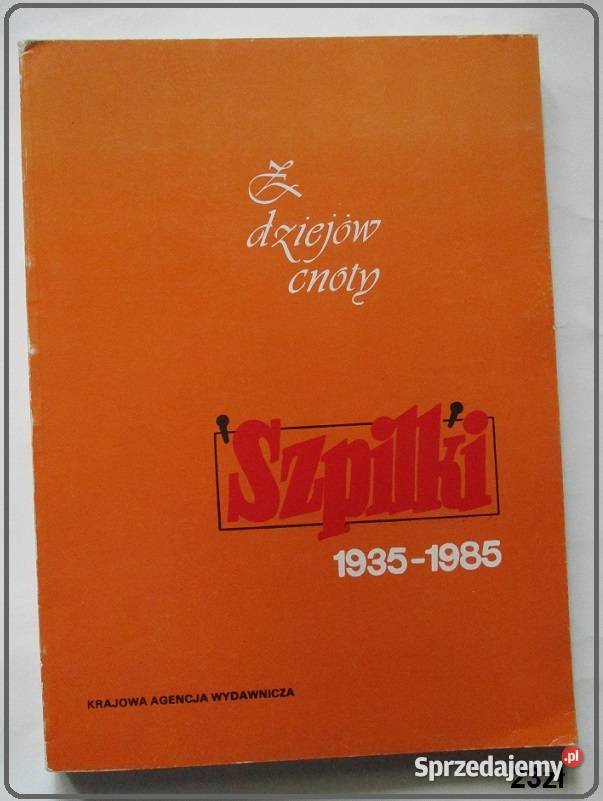 Z
dziejów
cnoty
Szpilki
1935-1985
KRAJOWA AGENCJA WYDAWNICZA
Sprzedajemy.pl